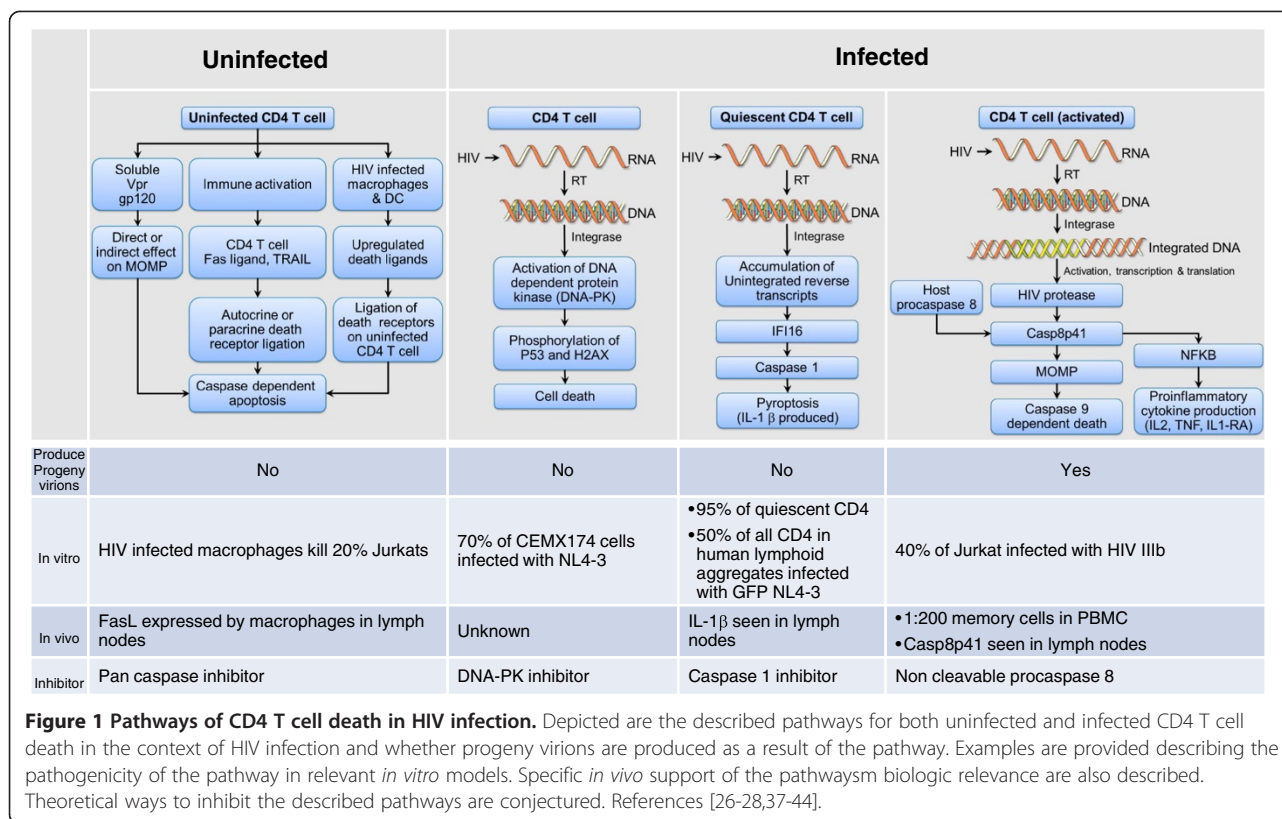 Uninfected
Infected
Uninfected CD4 T cell
Soluble
Vpr
gp120
Immune activation
HIV infected
macrophages
& DC
Direct or
indirect effect
on MOMP
CD4 T cell
Fas ligand, TRAIL
Upregulated
death ligands
Autocrine or
paracrine death
receptor ligation
Ligation of
death receptors
on uninfected
CD4 T cell
Caspase dependent
apoptosis
CD4 T cell
HIV
RNA
RT
DNA
Integrase
Activation of DNA
dependent protein
kinase (DNA-PK)
Phosphorylation of
P53 and H2AX
Cell death
Quiescent CD4 T cell
HIV
RNA
RT
DNA
Integrase
Accumulation of
Unintegrated reverse
transcripts
IFI16
Caspase 1
Pyroptosis
(IL-1 β produced)
CD4 T cell (activated)
HIV
RNA
RT
DNA
Integrase
Integrated DNA
Activation, transcription & translation
Host
procaspase 8
HIV protease
Casp8p41
MOMP
NFKB
Caspase 9
dependent death
Proinflammatory
cytokine production
(IL2, TNF, IL1-RA)
Produce
Progeny
virions
No
No
No
Yes
In vitro
HIV infected macrophages kill 20% Jurkats
70% of CEMX174 cells
infected with NL4-3
•95% of quiescent CD4
•50% of all CD4 in
human lymphoid
aggregates infected
with GFP NL4-3
40% of Jurkat infected with HIV IIIb
In vivo
FasL expressed by macrophages in lymph
nodes
Unknown
IL-1β seen in lymph
nodes
•1:200 memory cells in PBMC
•Casp8p41 seen in lymph nodes
Inhibitor
Pan caspase inhibitor
DNA-PK inhibitor
Caspase 1 inhibitor
Non cleavable procaspase 8
Figure 1 Pathways of CD4 T cell death in HIV infection. Depicted are the described pathways for both uninfected and infected CD4 T cell
death in the context of HIV infection and whether progeny virions are produced as a result of the pathway. Examples are provided describing the
pathogenicity of the pathway in relevant in vitro models. Specific in vivo support of the pathwaysm biologic relevance are also described.
Theoretical ways to inhibit the described pathways are conjectured. References [26-28,37-44].